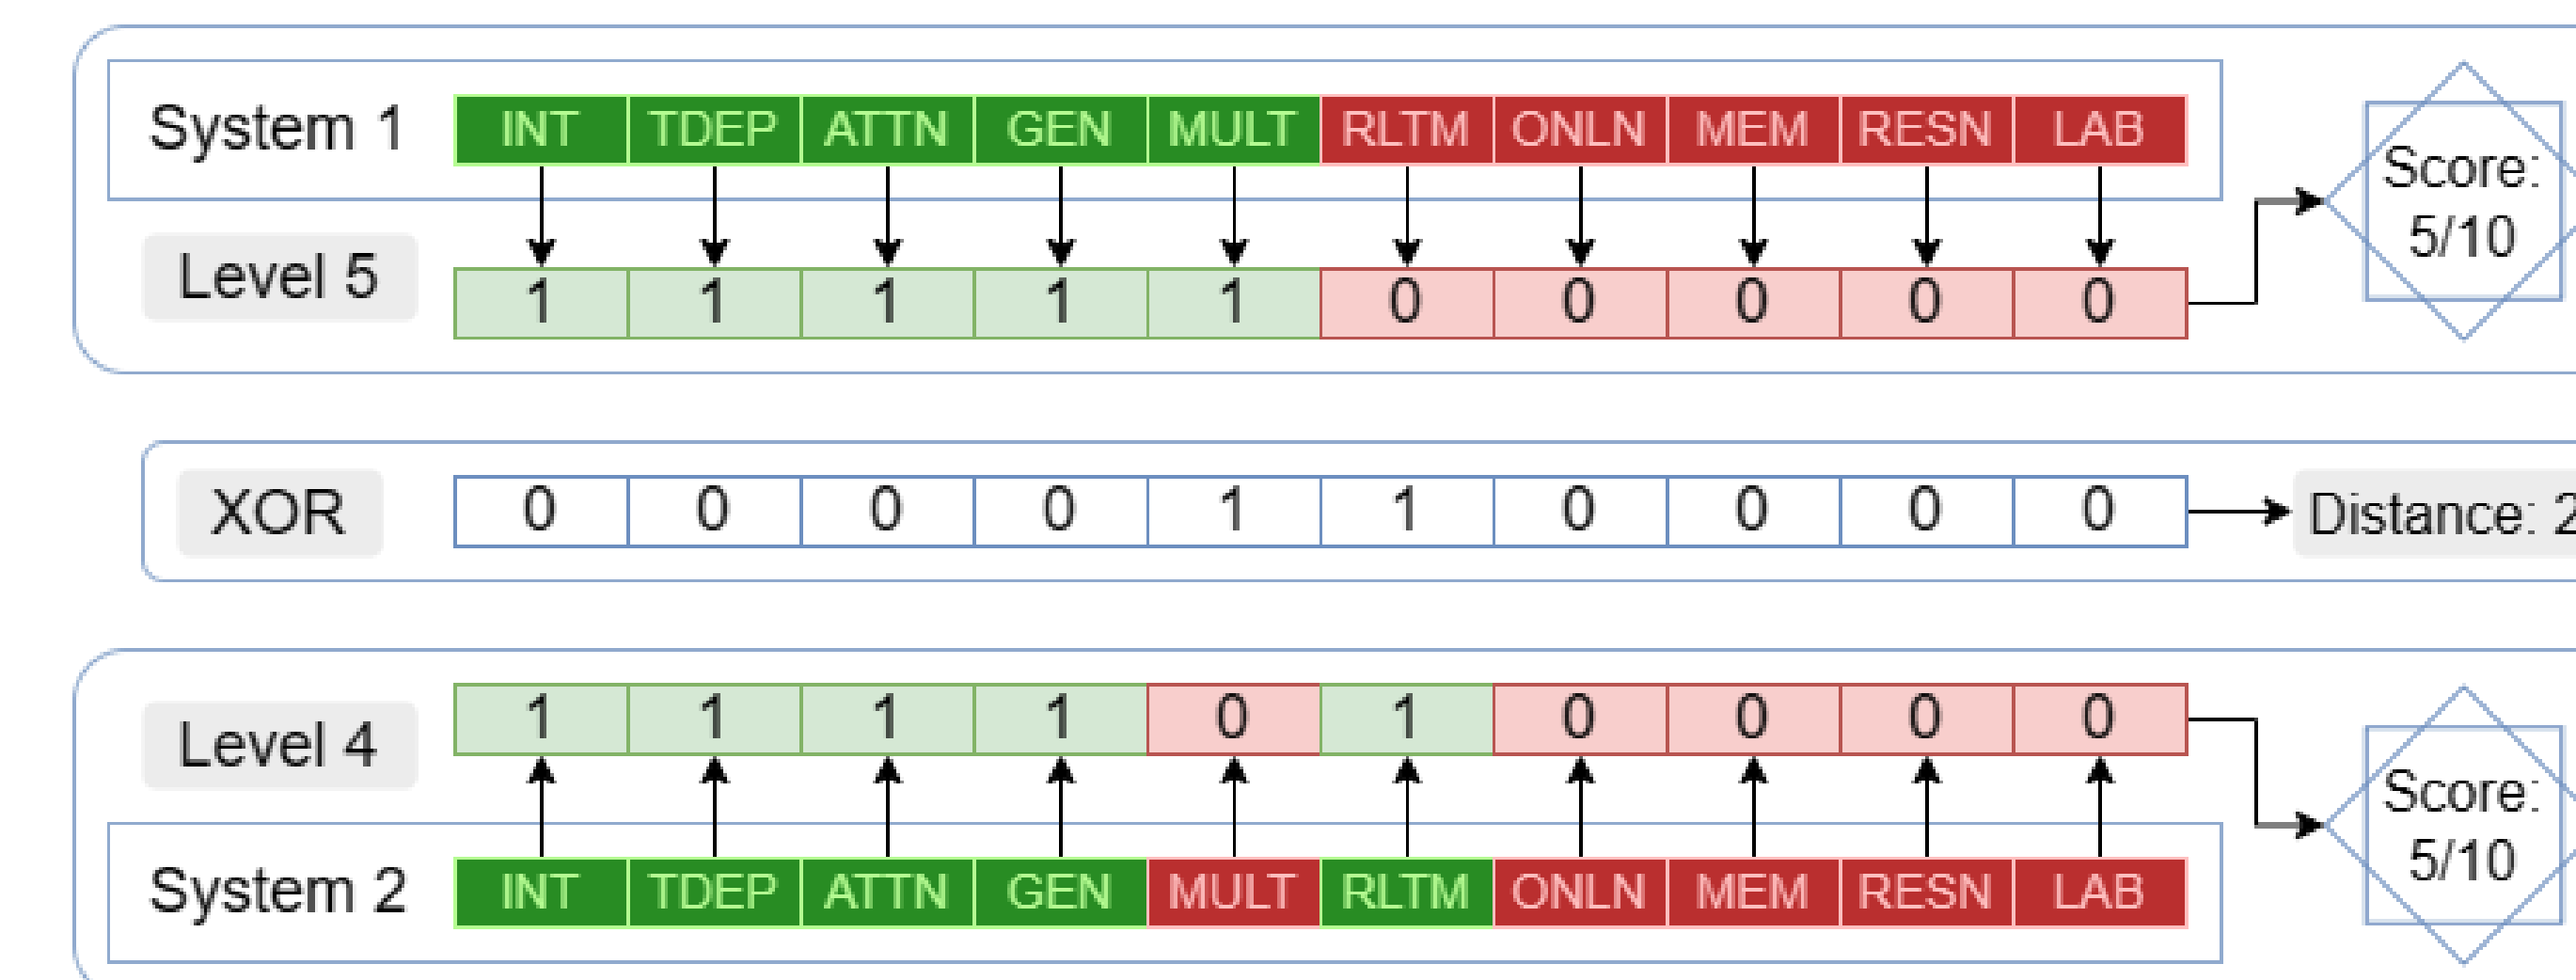 System 1 INT TDEP ATTN GEN MULT RLTM ONLN MEM RESN LAB
Score:
5/10
Level 5 1 1 1 1 1 0 0 0 0 0
XOR 0 0 0 0 1 1 0 0 0 0 Distance: 2
Level 4 1 1 1 1 0 1 0 0 0 0
Score:
5/10
System 2 INT TDEP ATTN GEN MULT RLTM ONLN MEM RESN LAB